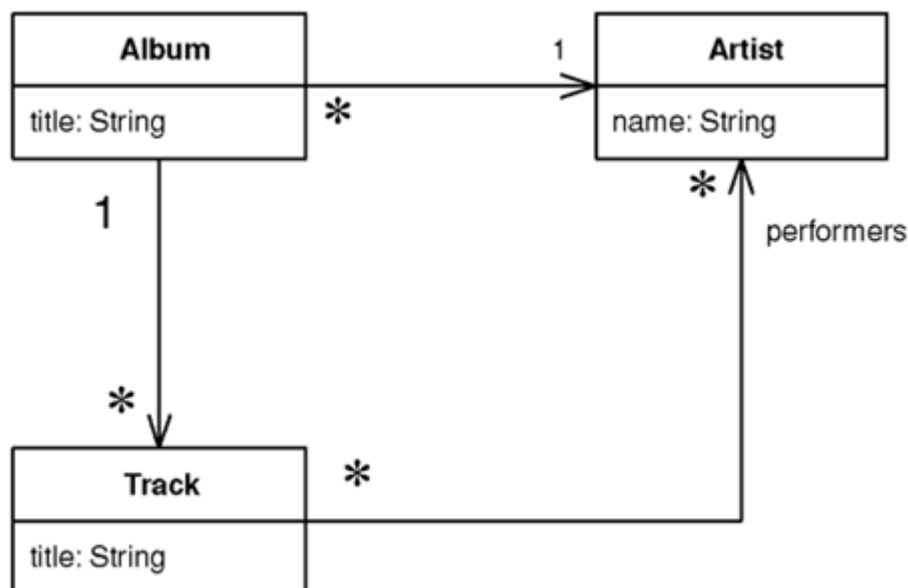 Album
1
Artist
title: String
*
name: String
1
*
performers
*
*
Track
title: String